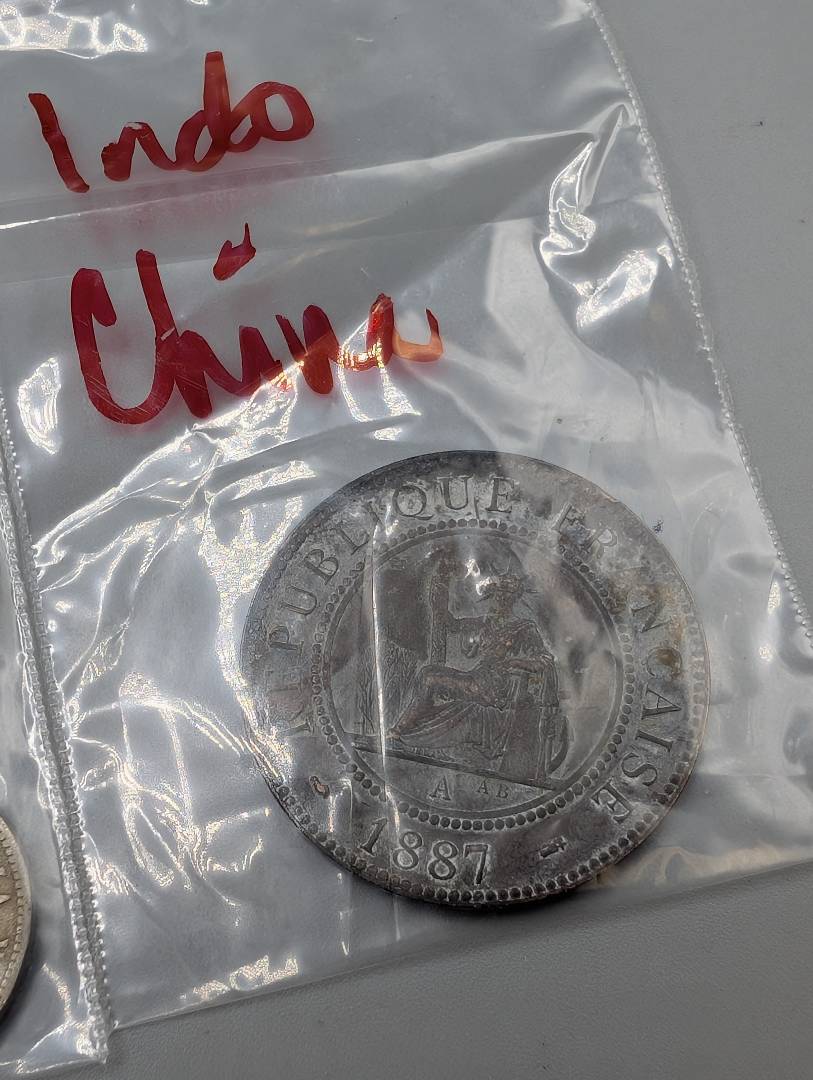 Indo
China
REPUBLIQUE FRANCAISE
A AB
1887